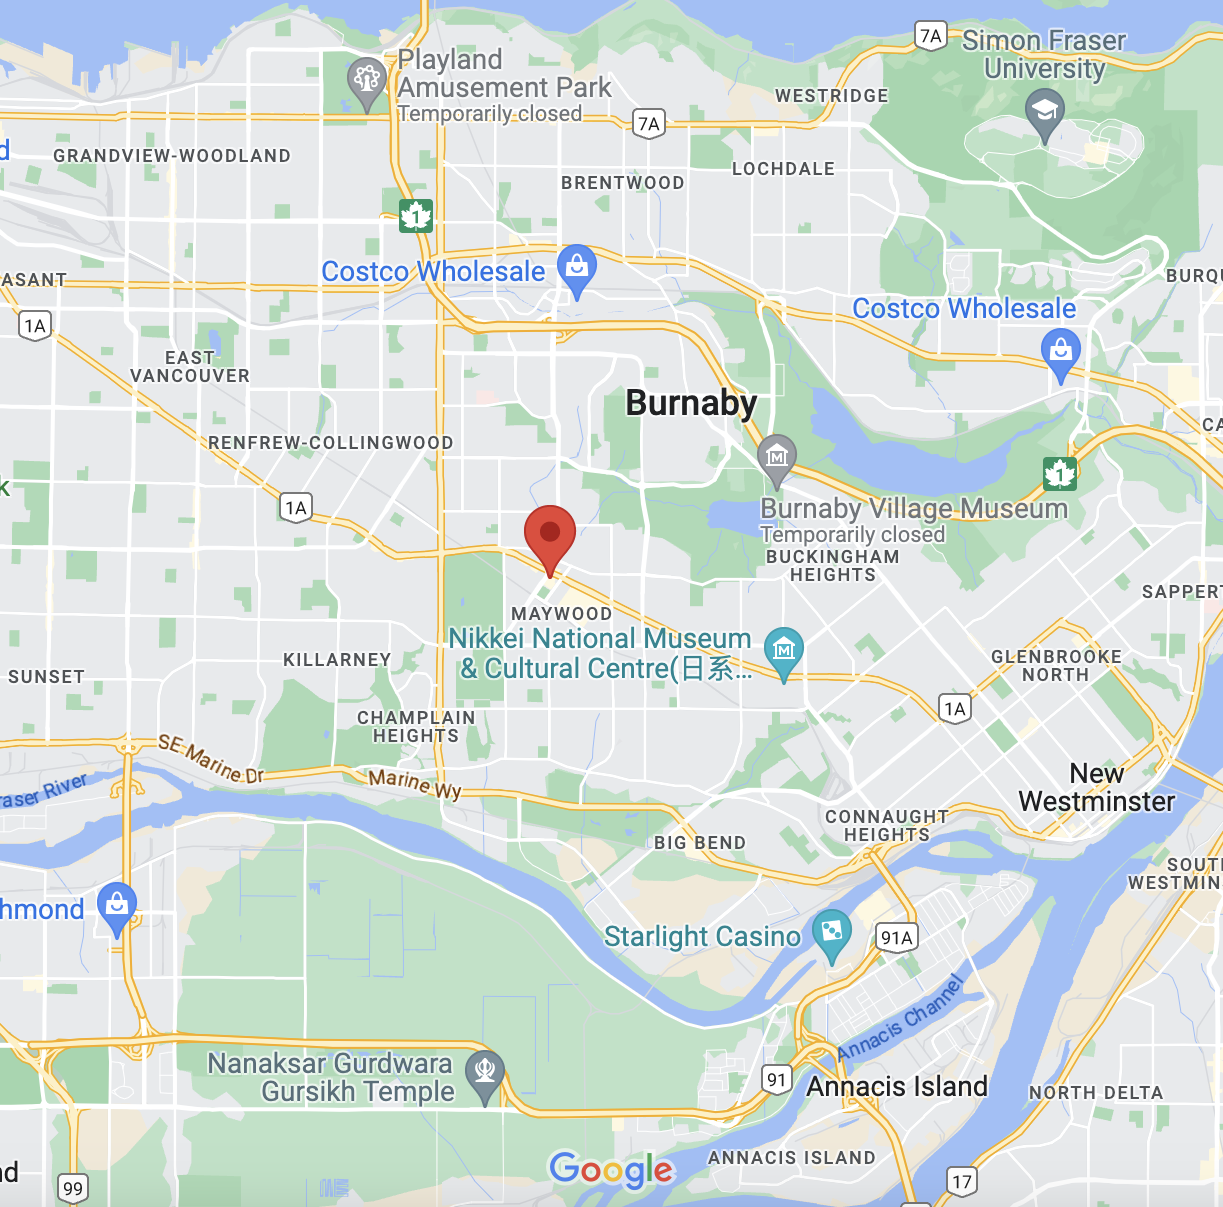 7A
Simon Fraser
University
Playland
Amusement Park
Temporarily closed
WESTRIDGE
7A
d
GRANDVIEW-WOODLAND
LOCHDALE
BRENTWOOD
1
Costco Wholesale
ASANT
BURQU
Costco Wholesale
1A
EAST
VANCOUVER
Burnaby
RENFREW-COLLINGWOOD
CA
1
k
1A
Burnaby Village Museum
Temporarily closed
BUCKINGHAM
HEIGHTS
SAPPERT
MAYWOOD
Nikkei National Museum
& Cultural Centre(日系...
KILLARNEY
GLENBROOKE
NORTH
SUNSET
1A
CHAMPLAIN
HEIGHTS
SE Marine Dr
Marine Wy
raser River
New
Westminster
CONNAUGHT
HEIGHTS
BIG BEND
SOUTH
WESTMIN
hmond
Starlight Casino
91A
Annacis Channel
Nanaksar Gurdwara
Gursikh Temple
91
Annacis Island
NORTH DELTA
ANNACIS ISLAND
Google
nd
99
17